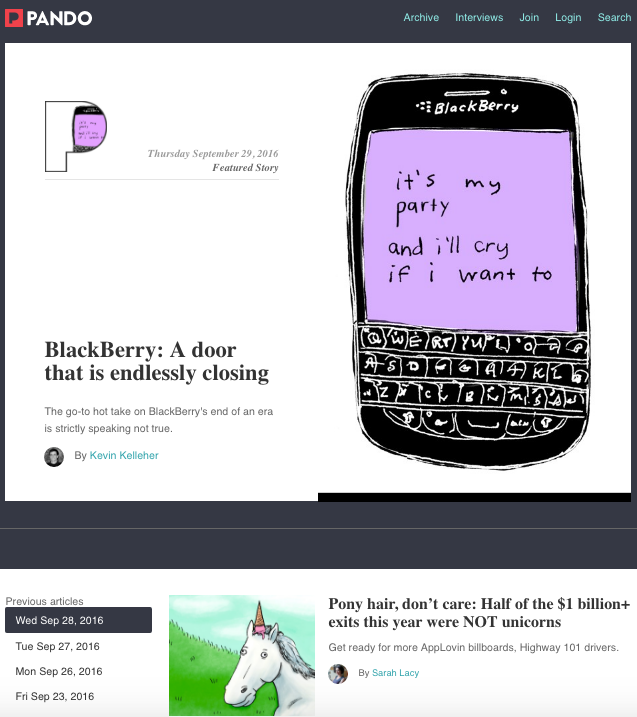 PANDO
Archive Interviews Join Login Search
Thursday September 29, 2016
Featured Story
BlackBerry
it's my
party
and i'll cry
if i want to
BlackBerry: A door
that is endlessly closing
The go-to hot take on BlackBerry's end of an era
is strictly speaking not true.
By Kevin Kelleher
Previous articles
Wed Sep 28, 2016
Tue Sep 27, 2016
Mon Sep 26, 2016
Fri Sep 23, 2016
Pony hair, don't care: Half of the $1 billion+
exits this year were NOT unicorns
Get ready for more AppLovin billboards, Highway 101 drivers.
By Sarah Lacy